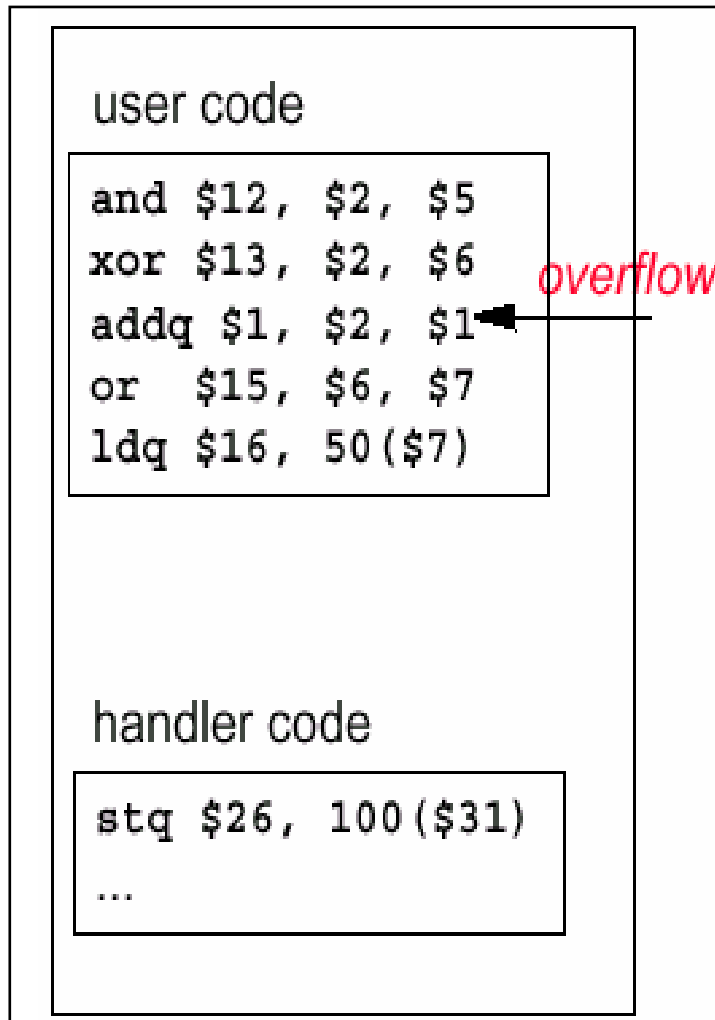 user code
and $12, $2, $5
xor $13, $2, $6
overflow
addq $1, $2, $1
or $15, $6, $7
ldq $16, 50($7)
handler code
stq $26, 100($31)
...